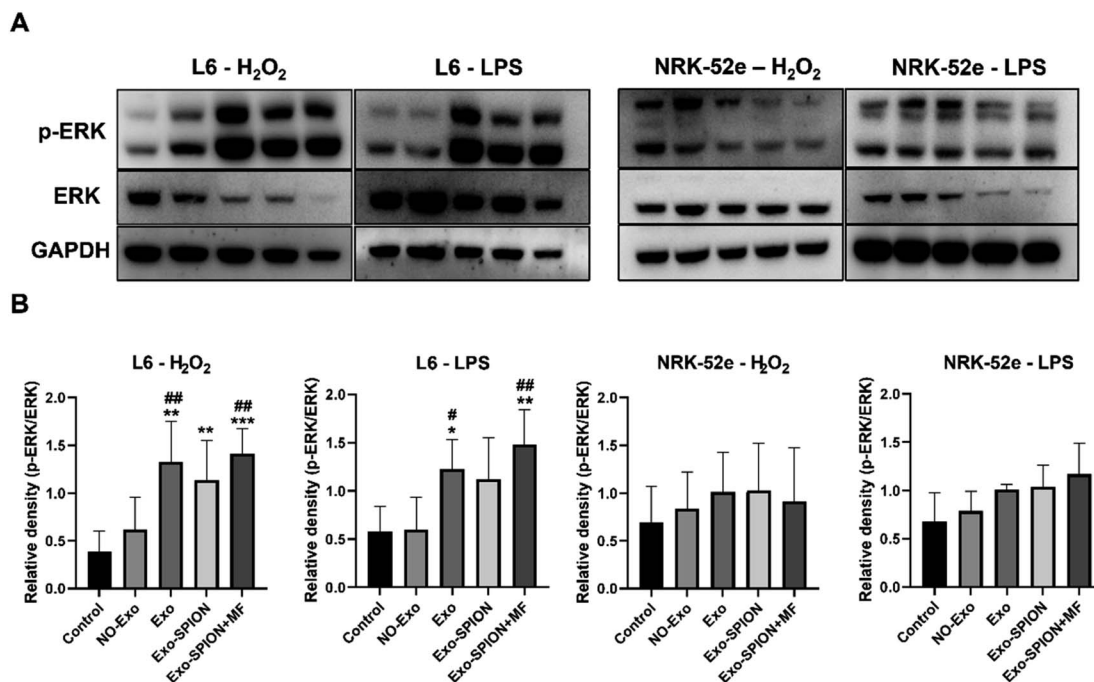 A
L6 - H₂O₂
L6 - LPS
NRK-52e – H₂O₂
NRK-52e - LPS
p-ERK
ERK
GAPDH
B
L6 - H₂O₂
Relative density (p-ERK/ERK)
2.0
1.5
1.0
0.5
0.0
##
**
**
##
***
Control
NO-Exo
Exo
Exo-SPION
Exo-SPION+MF
L6 - LPS
Relative density (p-ERK/ERK)
2.0
1.5
1.0
0.5
0.0
#
*
##
**
Control
NO-Exo
Exo
Exo-SPION
Exo-SPION+MF
NRK-52e - H₂O₂
Relative density (p-ERK/ERK)
2.0
1.5
1.0
0.5
0.0
Control
NO-Exo
Exo
Exo-SPION
Exo-SPION+MF
NRK-52e - LPS
Relative density (p-ERK/ERK)
2.0
1.5
1.0
0.5
0.0
Control
NO-Exo
Exo
Exo-SPION
Exo-SPION+MF